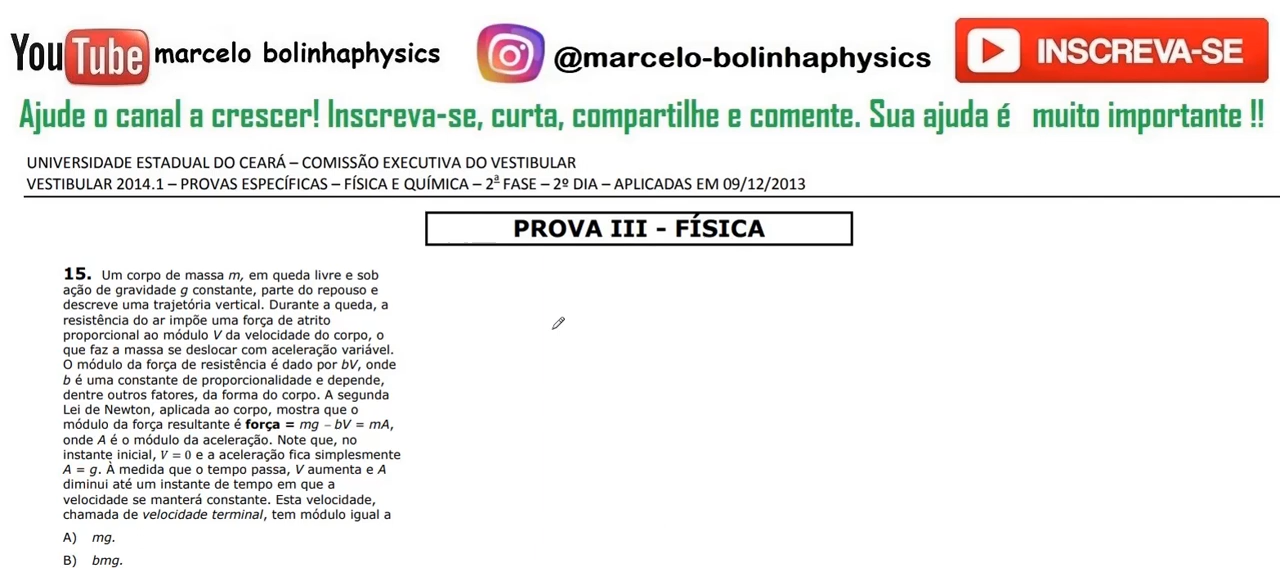 YouTube marcelo bolinhaphysics @marcelo-bolinhaphysics INSCREVA-SE
Ajude o canal a crescer! Inscreva-se, curta, compartilhe e comente. Sua ajuda é muito importante !!
UNIVERSIDADE ESTADUAL DO CEARÁ – COMISSÃO EXECUTIVA DO VESTIBULAR
VESTIBULAR 2014.1 – PROVAS ESPECÍFICAS – FÍSICA E QUÍMICA – 2ª FASE – 2º DIA – APLICADAS EM 09/12/2013
PROVA III - FÍSICA
15. Um corpo de massa m, em queda livre e sob
ação de gravidade g constante, parte do repouso e
descreve uma trajetória vertical. Durante a queda, a
resistência do ar impõe uma força de atrito
proporcional ao módulo V da velocidade do corpo, o
que faz a massa se deslocar com aceleração variável.
O módulo da força de resistência é dado por bV, onde
b é uma constante de proporcionalidade e depende,
dentre outros fatores, da forma do corpo. A segunda
Lei de Newton, aplicada ao corpo, mostra que o
módulo da força resultante é força = mg – bV = mA,
onde A é o módulo da aceleração. Note que, no
instante inicial, V = 0 e a aceleração fica simplesmente
A = g. À medida que o tempo passa, V aumenta e A
diminui até um instante de tempo em que a
velocidade se manterá constante. Esta velocidade,
chamada de velocidade terminal, tem módulo igual a
A) mg.
B) bmg.